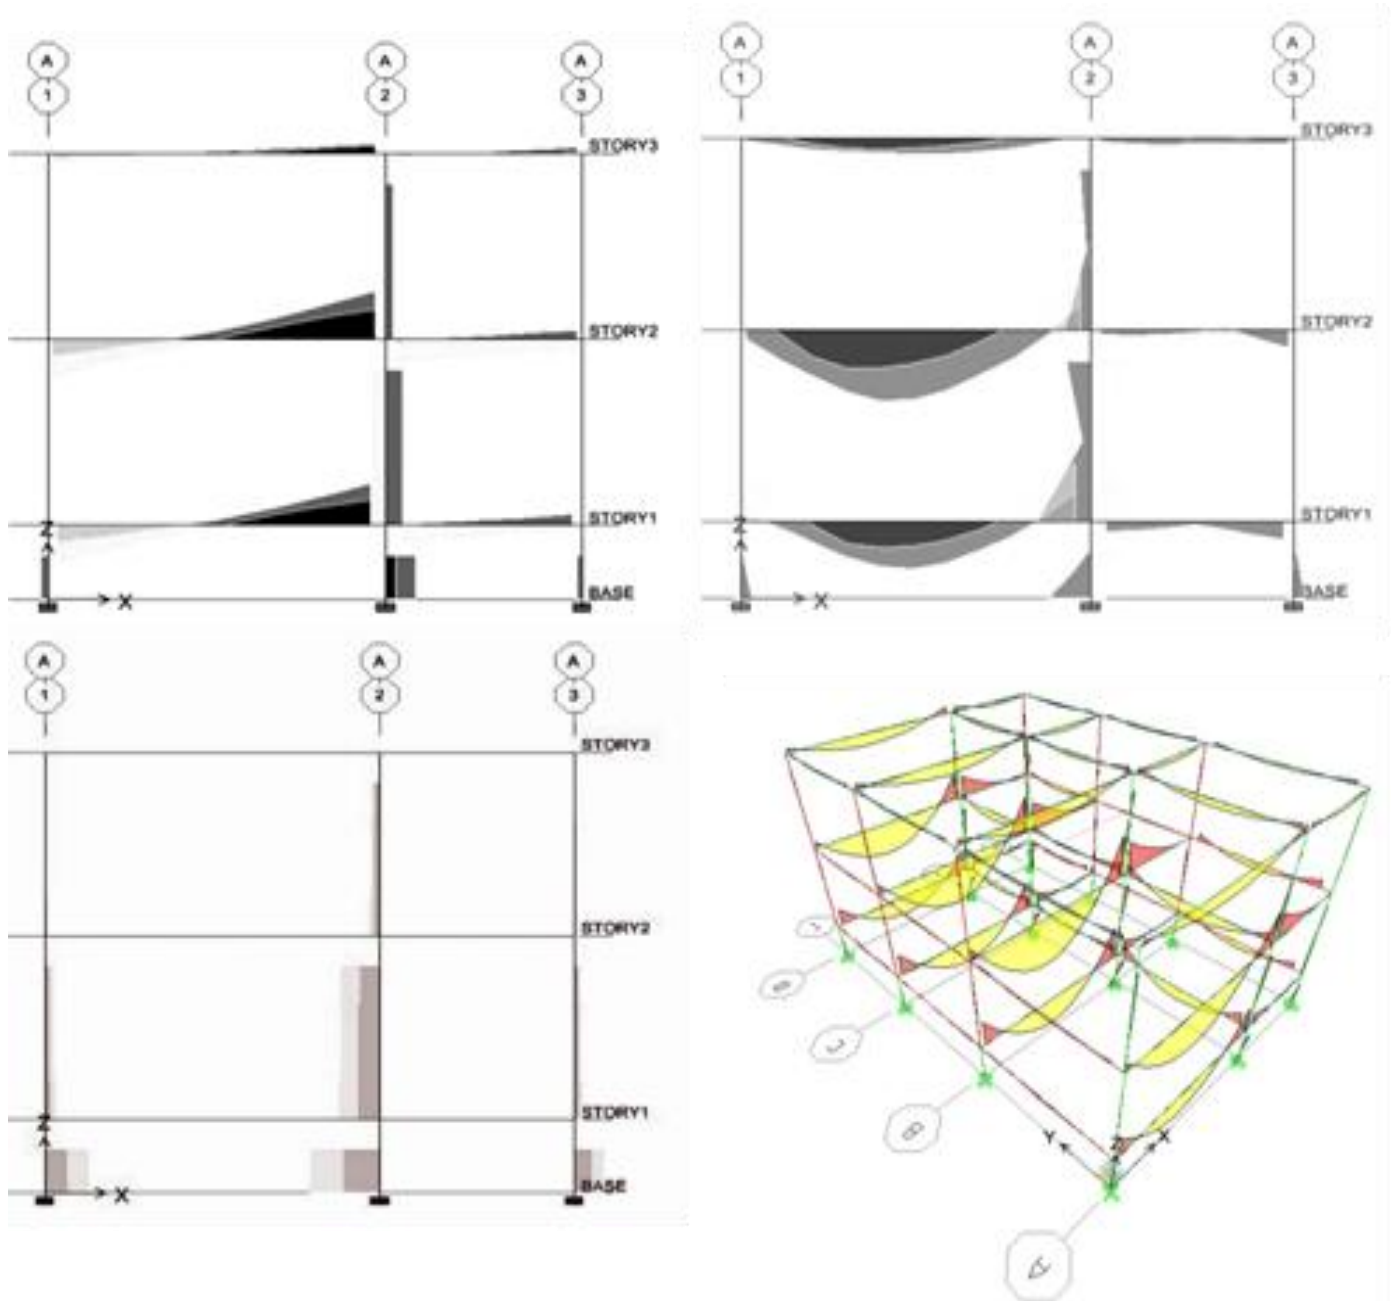 A A A
1 2 3
STORY3
STORY2
STORY1
Z
X
BASE
A A A
1 2 3
STORY3
STORY2
STORY1
Z
X
BASE
A A A
1 2 3
STORY3
STORY2
STORY1
Z
X
BASE
B
Y Z X
A